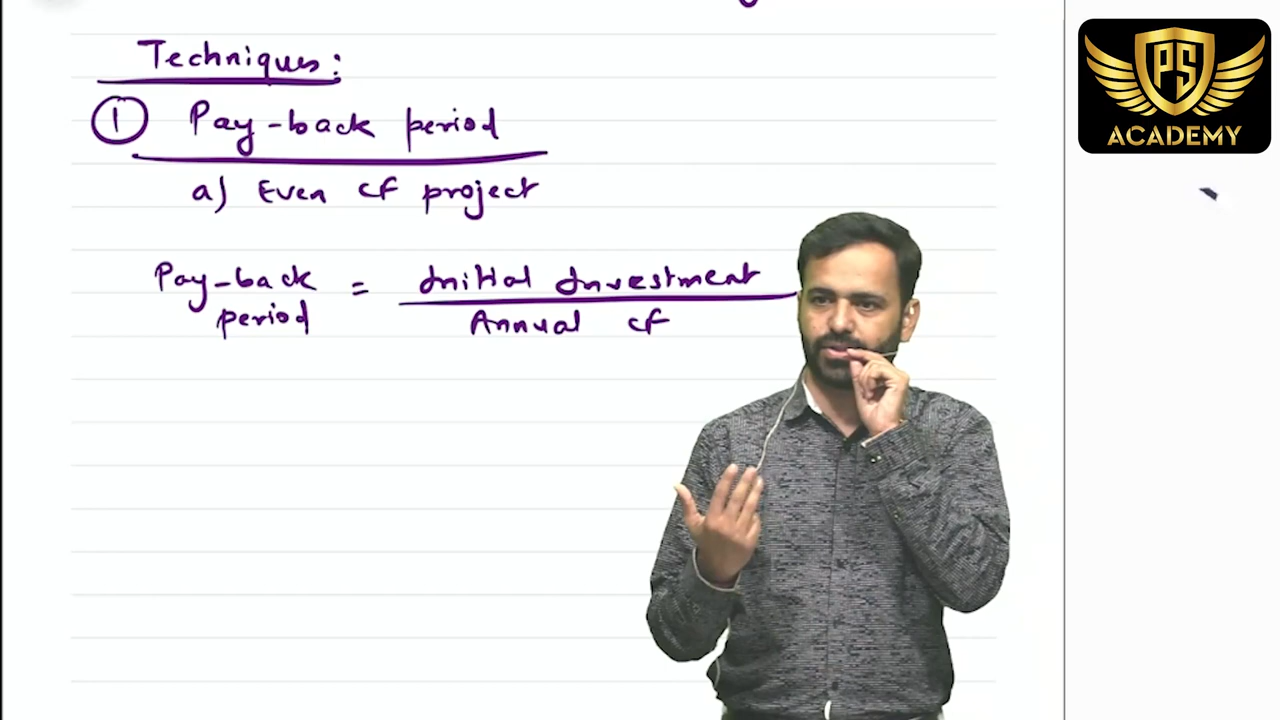 Techniques:
① Pay-back period
a) Even CF project
Pay-back period = Initial Investment / Annual CF
PS
ACADEMY